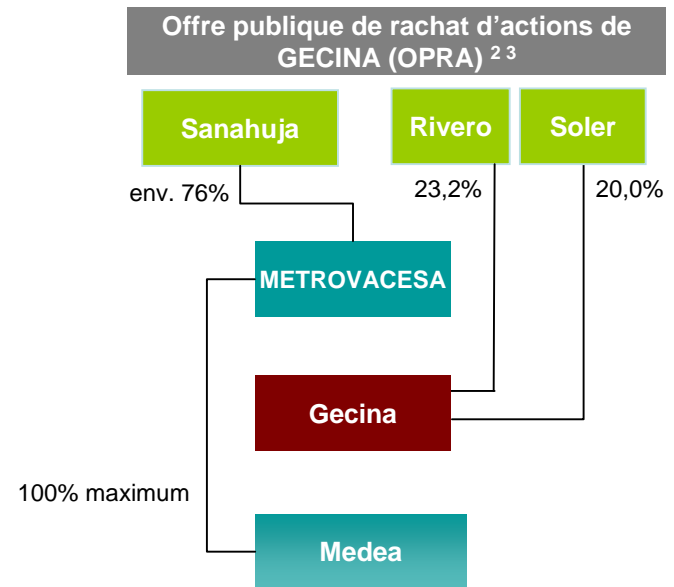 Offre publique de rachat d’actions de
GECINA (OPRA) 2 3
Sanahuja
Rivero
Soler
env. 76%
23,2%
20,0%
METROVACESA
Gecina
100% maximum
Medea